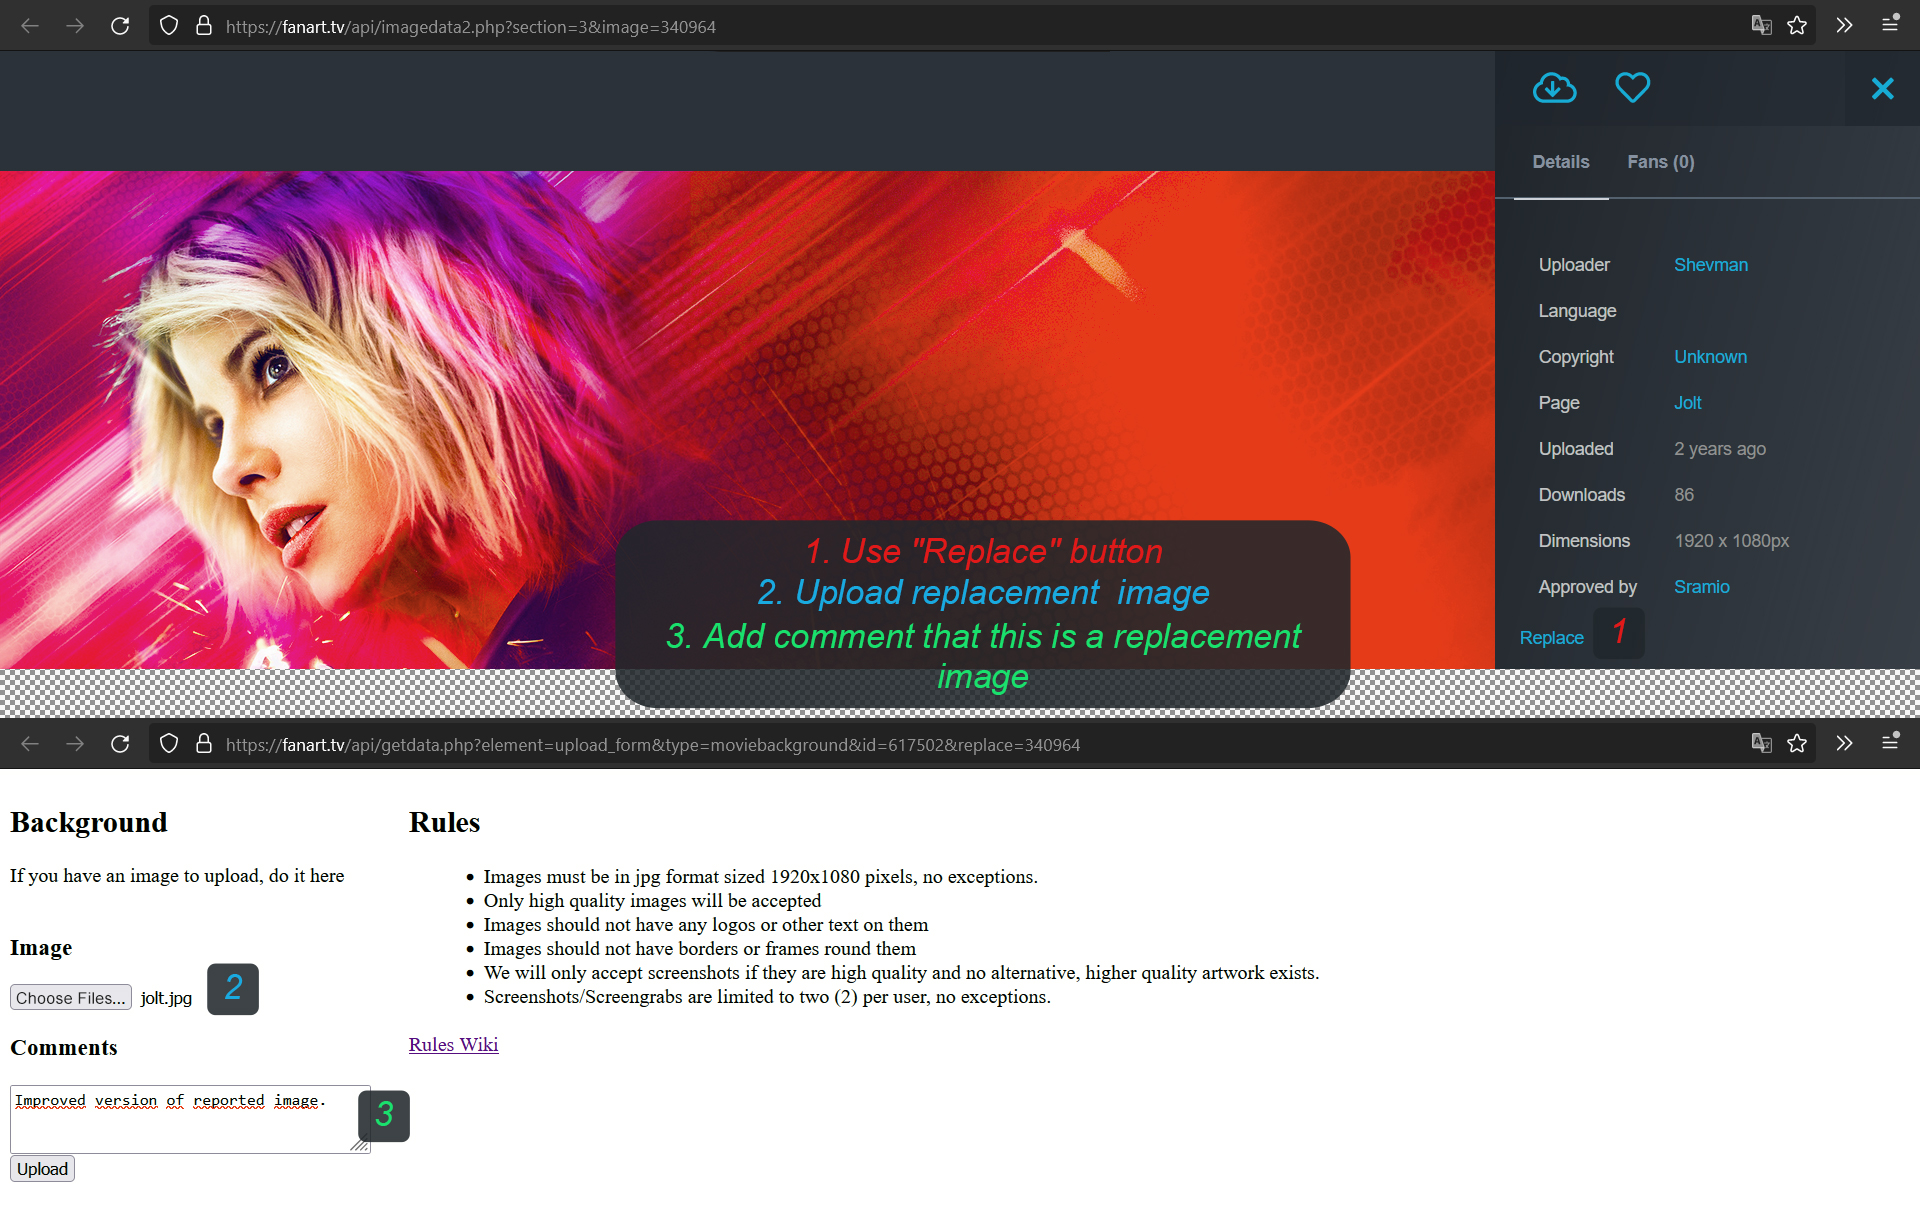 https://fanart.tv/api/imagedata2.php?section=3&image=340964
Details Fans (0)
Uploader Shevman
Language
Copyright Unknown
Page Jolt
Uploaded 2 years ago
Downloads 86
Dimensions 1920 x 1080px
Approved by Sramio
Replace 1
1. Use "Replace" button
2. Upload replacement image
3. Add comment that this is a replacement
image
https://fanart.tv/api/getdata.php?element=upload_form&type=moviebackground&id=617502&replace=340964
Background
If you have an image to upload, do it here
Image
Choose Files... jolt.jpg 2
Comments
Improved version of reported image.
3
Upload
Rules
• Images must be in jpg format sized 1920x1080 pixels, no exceptions.
• Only high quality images will be accepted
• Images should not have any logos or other text on them
• Images should not have borders or frames round them
• We will only accept screenshots if they are high quality and no alternative, higher quality artwork exists.
• Screenshots/Screengrabs are limited to two (2) per user, no exceptions.
Rules Wiki